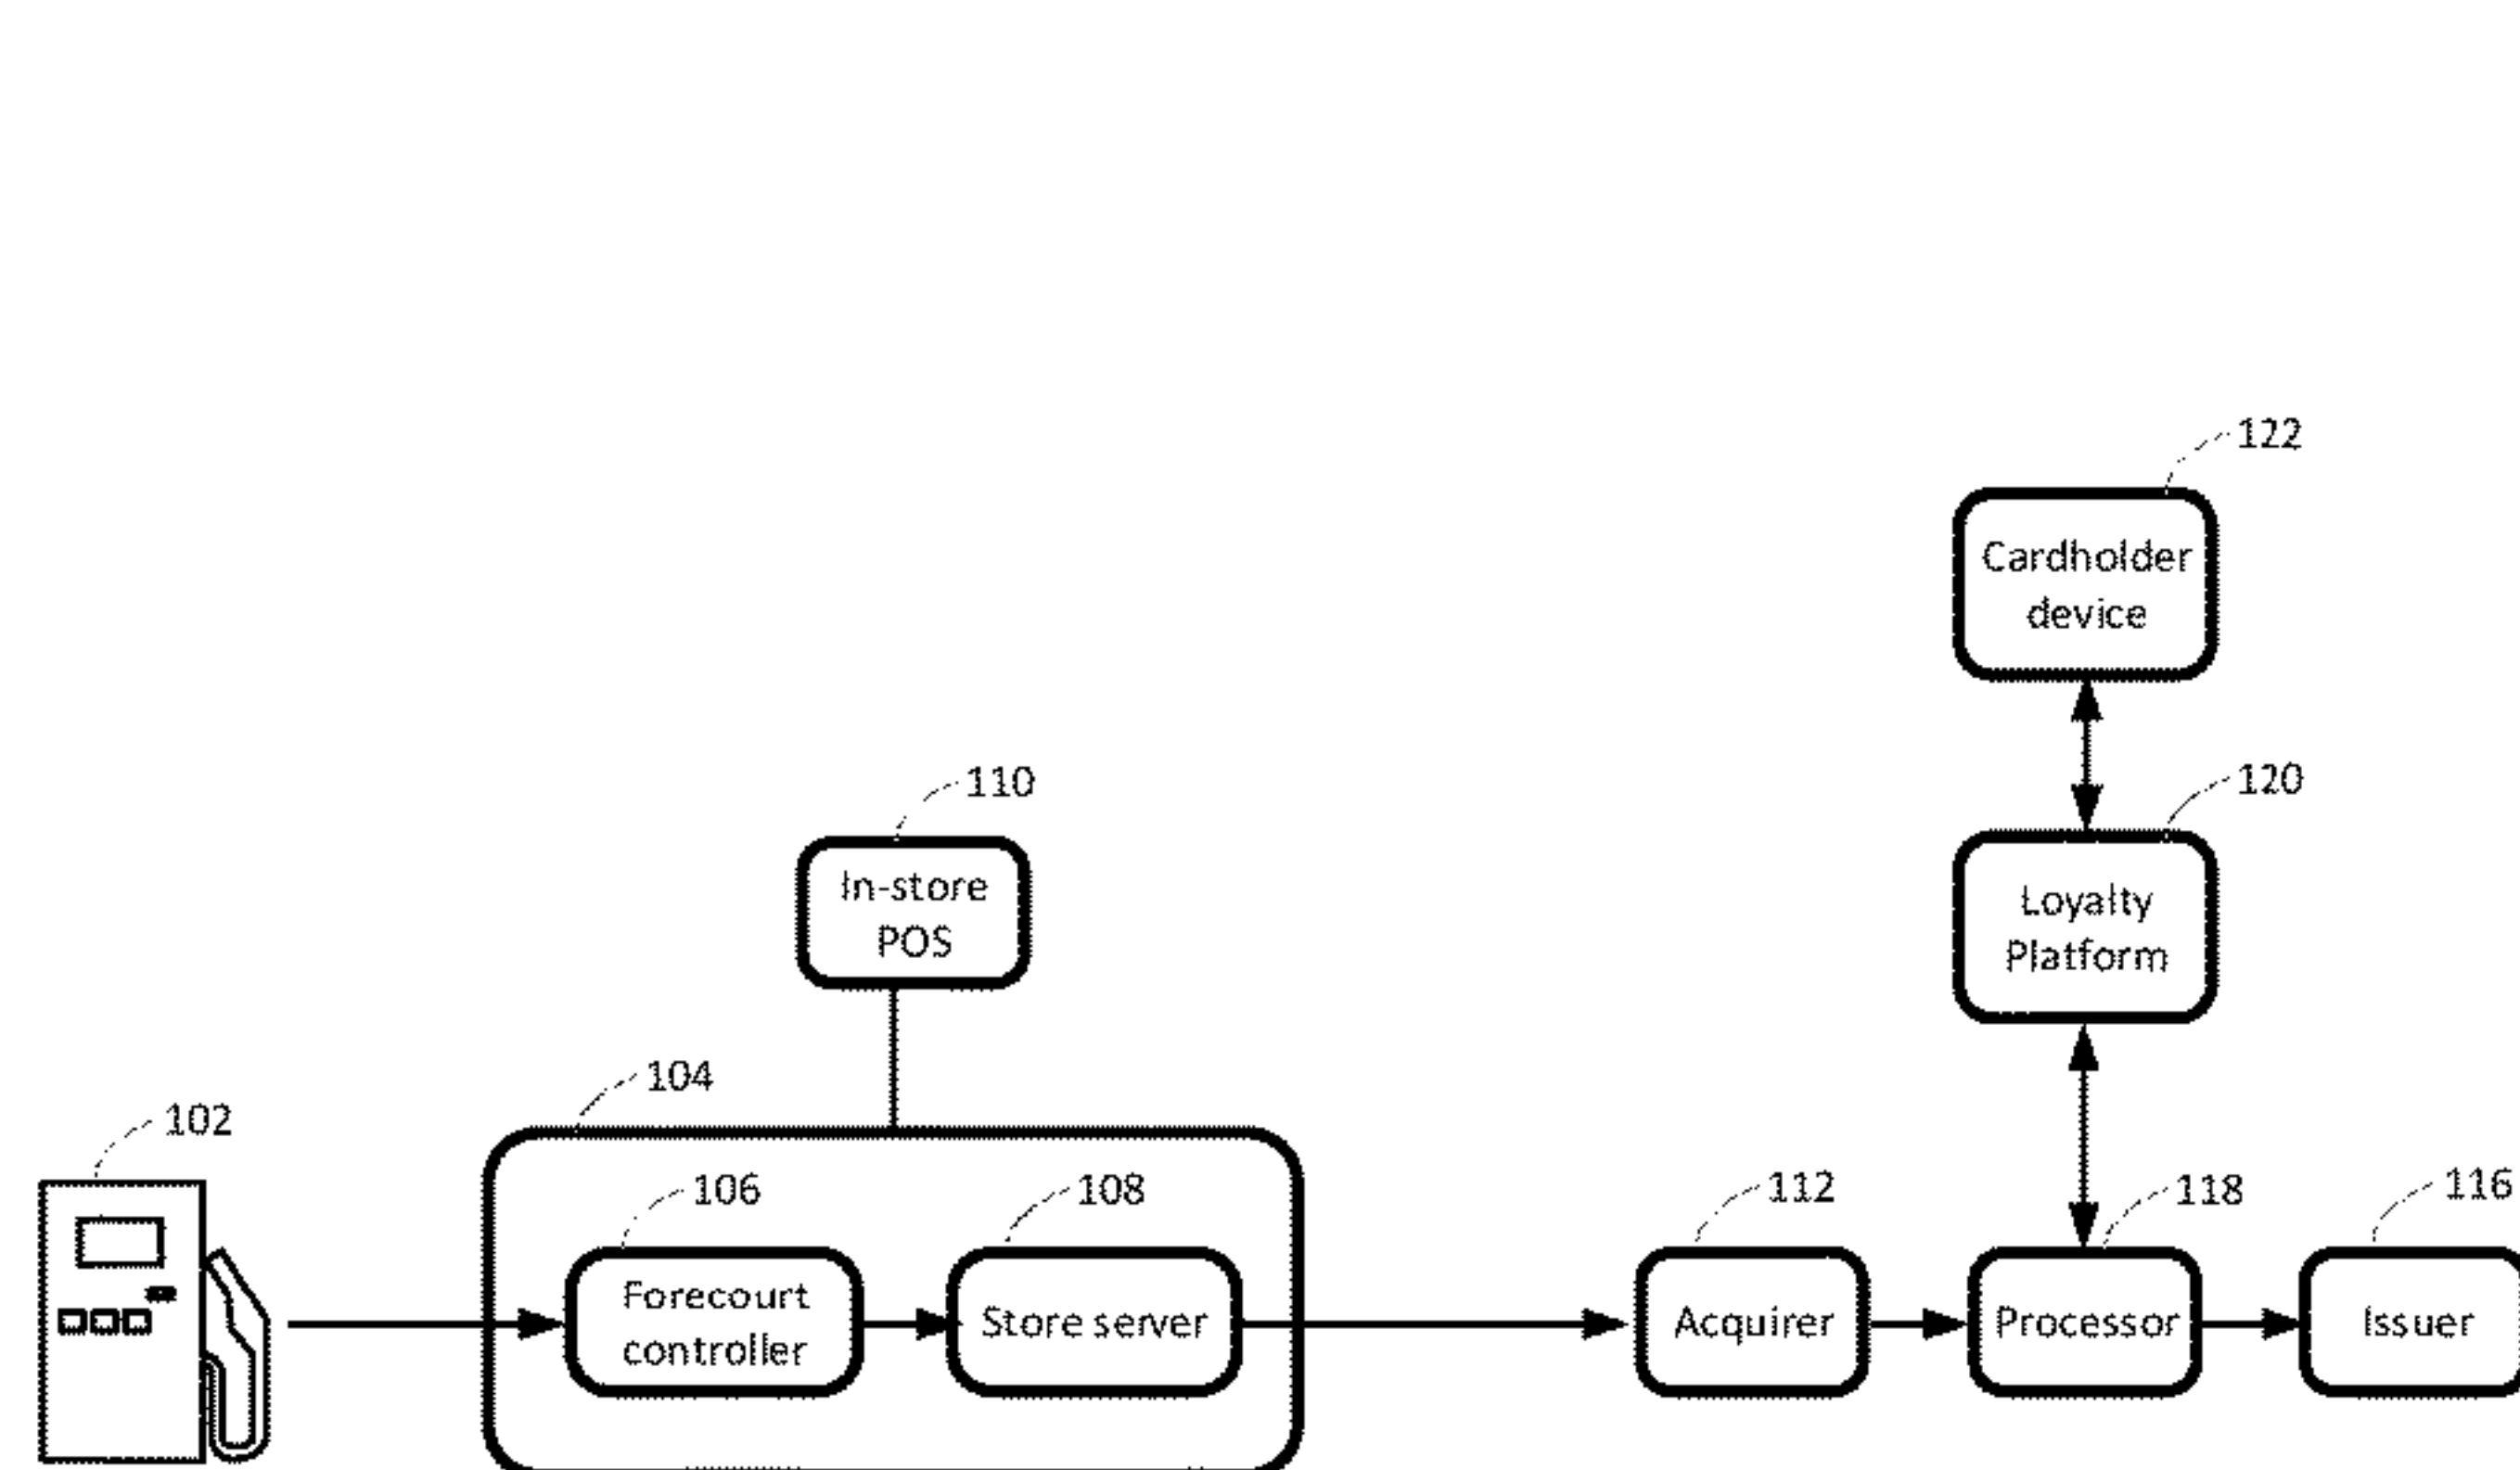 122
Cardholder
device
110
120
In-store
POS
Loyalty
Platform
104
102
106
108
112
118
116
Forecourt
controller
Store server
Acquirer
Processor
Issuer